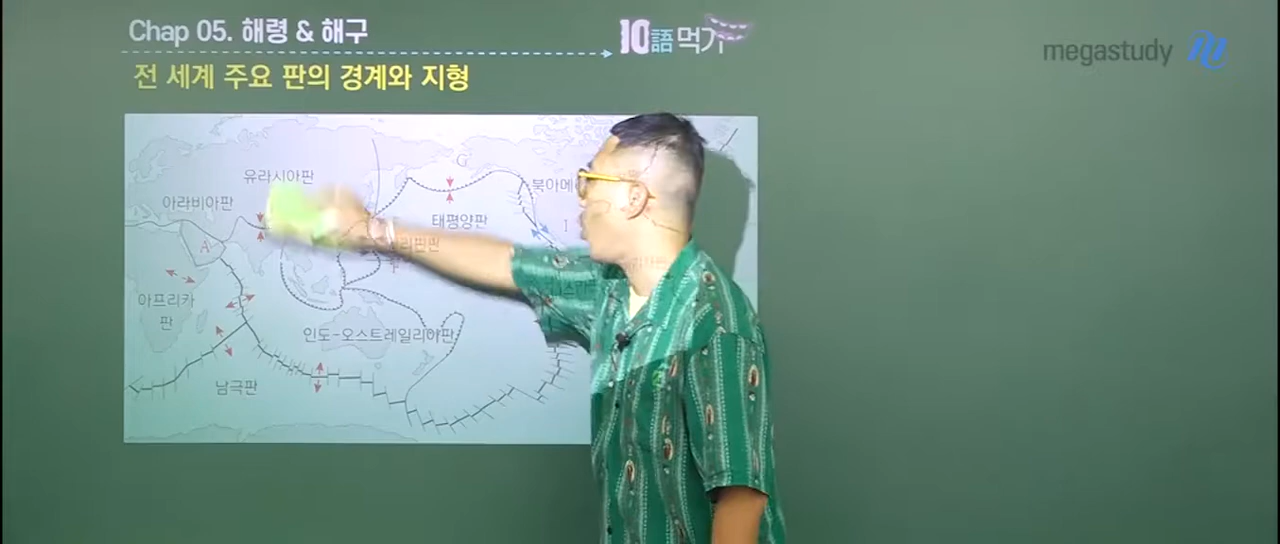 Chap 05. 해령 & 해구
10語먹기
megastudy
전 세계 주요 판의 경계와 지형
유라시아판
G
북아메
아라비아판
태평양판
I
A
아프리카
판
인도-오스트레일리아판
남극판